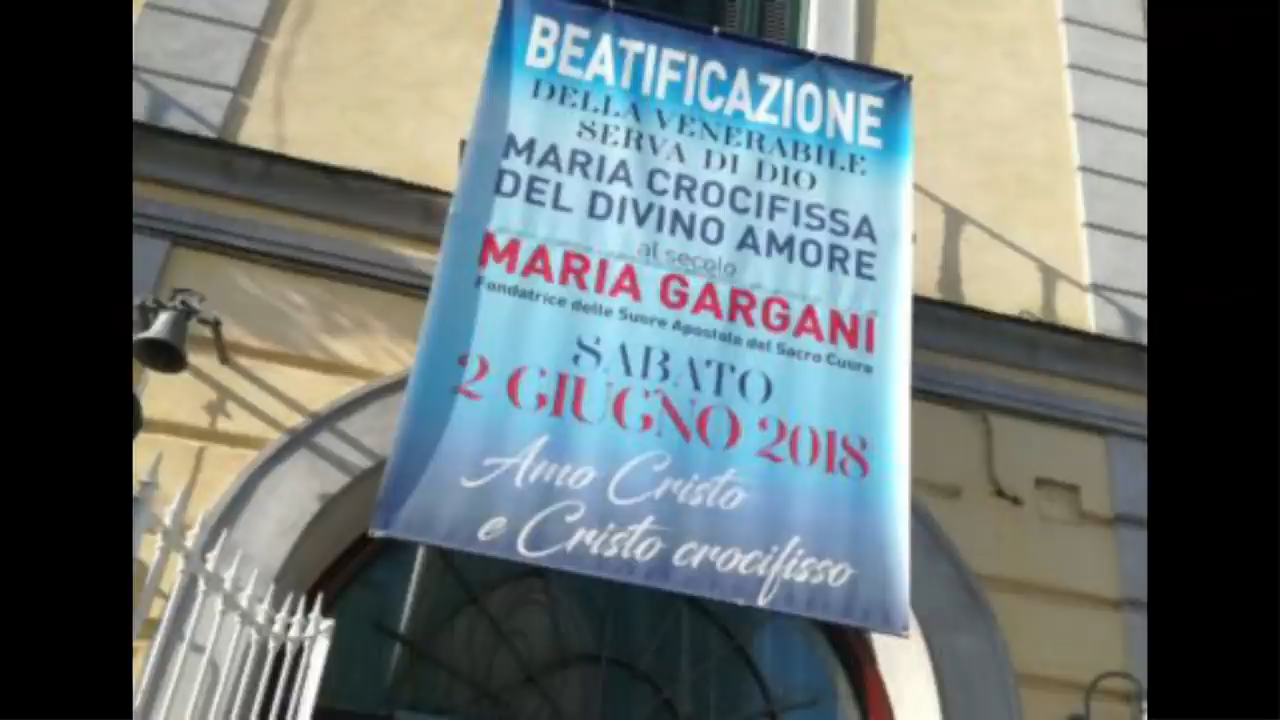 BEATIFICAZIONE
DELLA VENERABILE
SERVA DI DIO
MARIA CROCIFISSA
DEL DIVINO AMORE
al secolo
MARIA GARGANI
Fondatrice delle Suore Apostole del Sacro Cuore
SABATO
2 GIUGNO 2018
Amo Cristo
e Cristo crocifisso